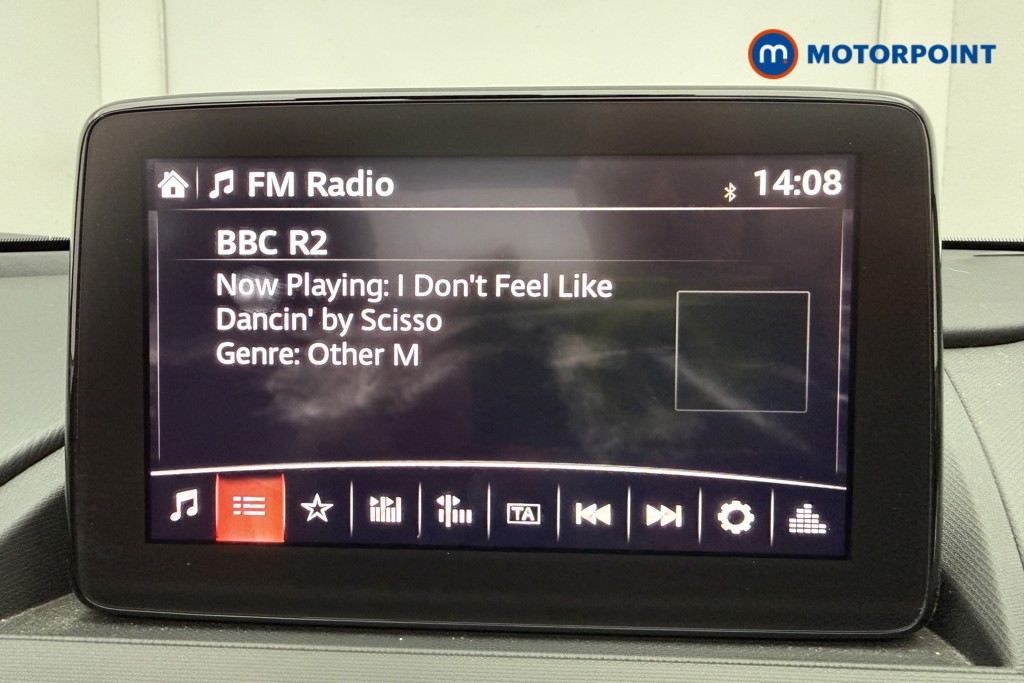 MOTORPOINT
FM Radio
14:08
BBC R2
Now Playing: I Don't Feel Like
Dancin' by Scisso
Genre: Other M
TA